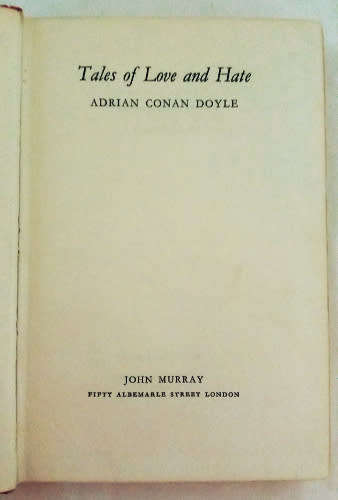 Tales of Love and Hate
ADRIAN CONAN DOYLE
JOHN MURRAY
FIFTY ALBEMARLE STREET LONDON